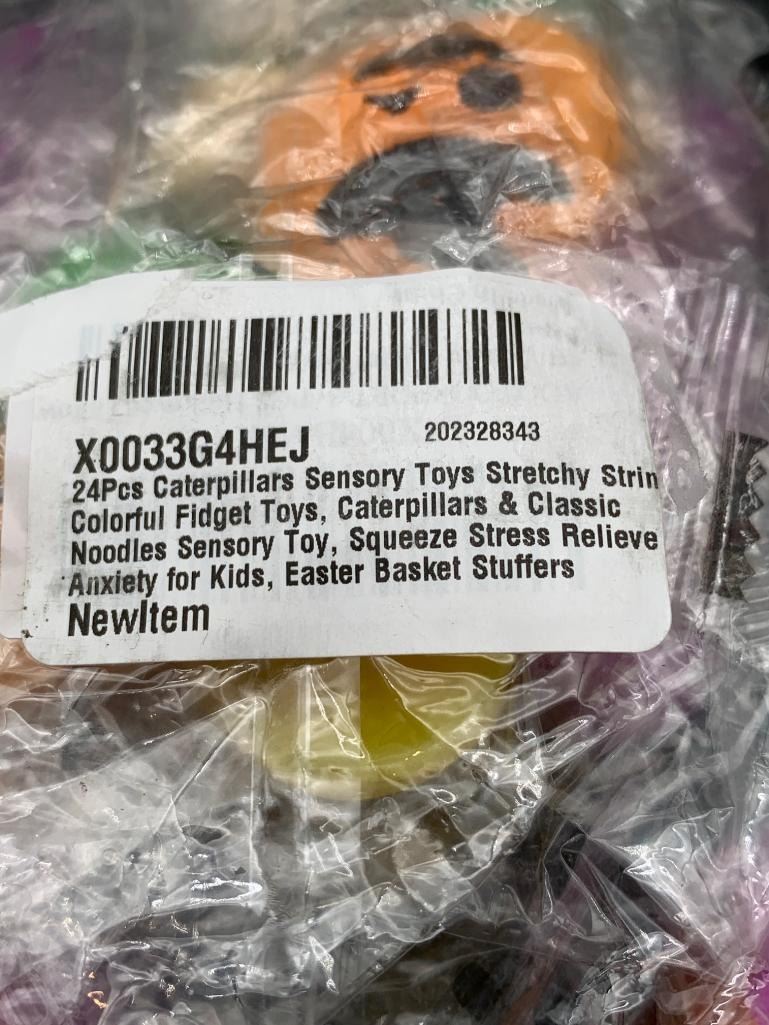 X0033G4HEJ 202328343
24Pcs Caterpillars Sensory Toys Stretchy Strin
Colorful Fidget Toys, Caterpillars & Classic
Noodles Sensory Toy, Squeeze Stress Relieve
Anxiety for Kids, Easter Basket Stuffers
NewItem